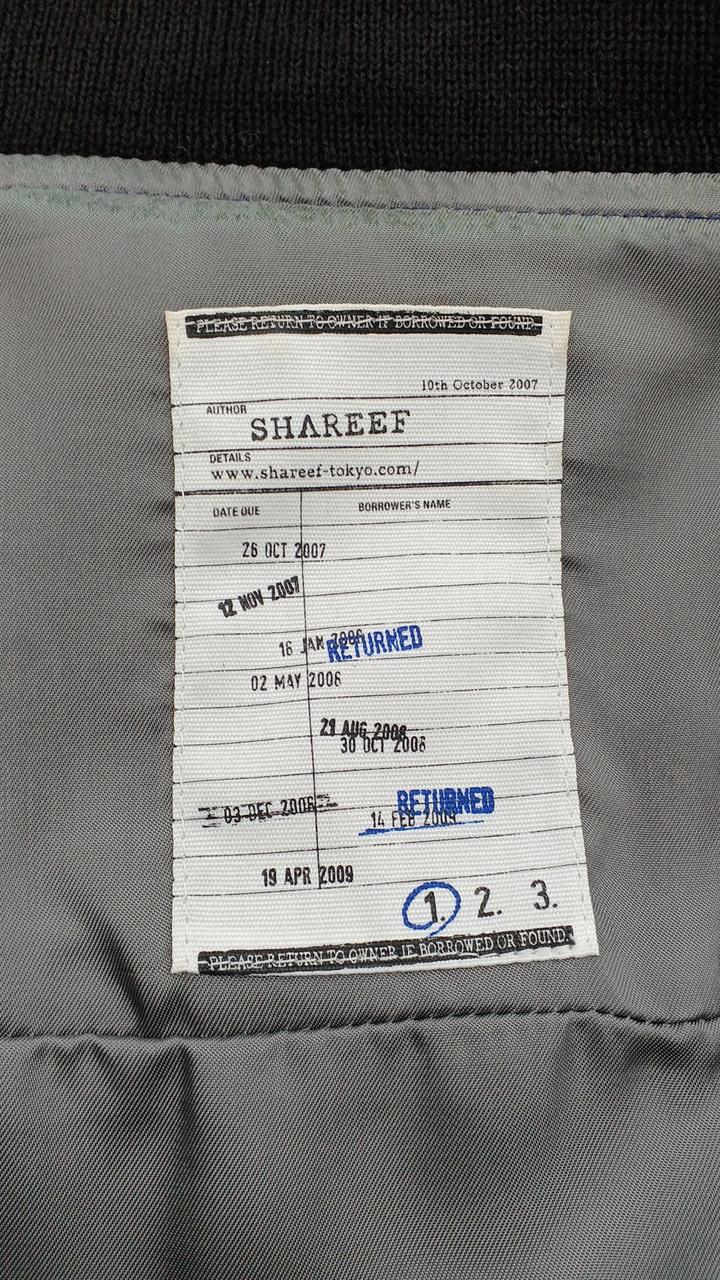 PLEASE RETURN TO OWNER IF BORROWED OR FOUND.
10th October 2007
AUTHOR
SHAREEF
DETAILS
www.shareef-tokyo.com/
DATE DUE BORROWER'S NAME
26 OCT 2007
12 NOV 2007
16 JAN 2008
RETURNED
02 MAY 2008
21 AUG 2008
30 OCT 2008
03 DEC 2008
RETURNED
14 FEB 2009
19 APR 2009
1. 2. 3.
PLEASE RETURN TO OWNER IF BORROWED OR FOUND.